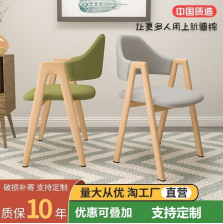 中国质造
让更多人用上新疆棉
破损补寄
支持定制
量大从优 淘工厂 直营
质保10年
优惠可叠加
支持定制